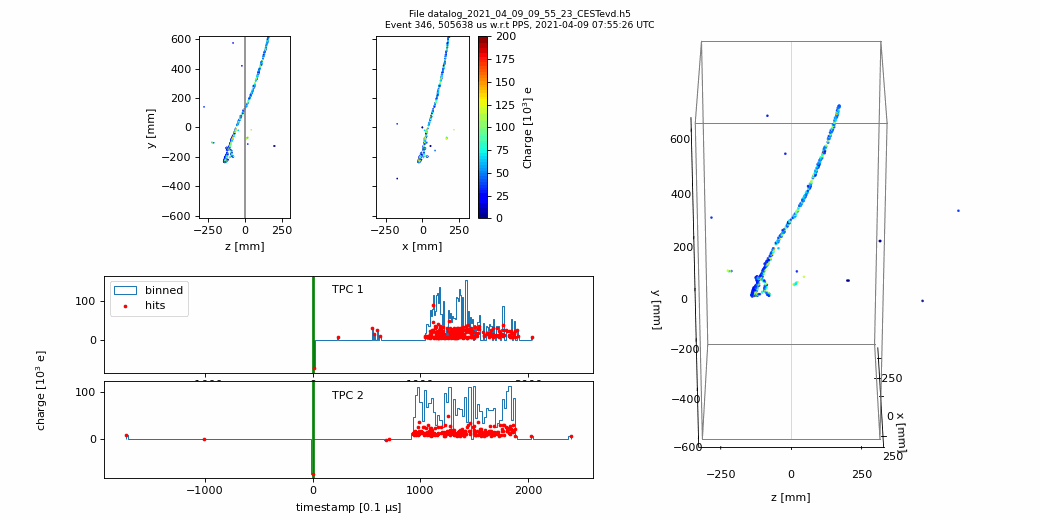 File datalog_2021_04_09_09_55_23_CESTevd.h5
Event 346, 505638 us w.r.t PPS, 2021-04-09 07:55:26 UTC
600
400
200
0
−200
−400
−600
y [mm]
−250 0 250
z [mm]
−250 0 250
x [mm]
200
175
150
125
100
75
50
25
0
Charge [10³] e
600
400
200
0
−200
−400
−600
y [mm]
−250 0 250
z [mm]
−250
0
250
x [mm]
binned
hits
TPC 1
100
0
TPC 2
100
0
charge [10³ e]
−1000 0 1000 2000
timestamp [0.1 μs]